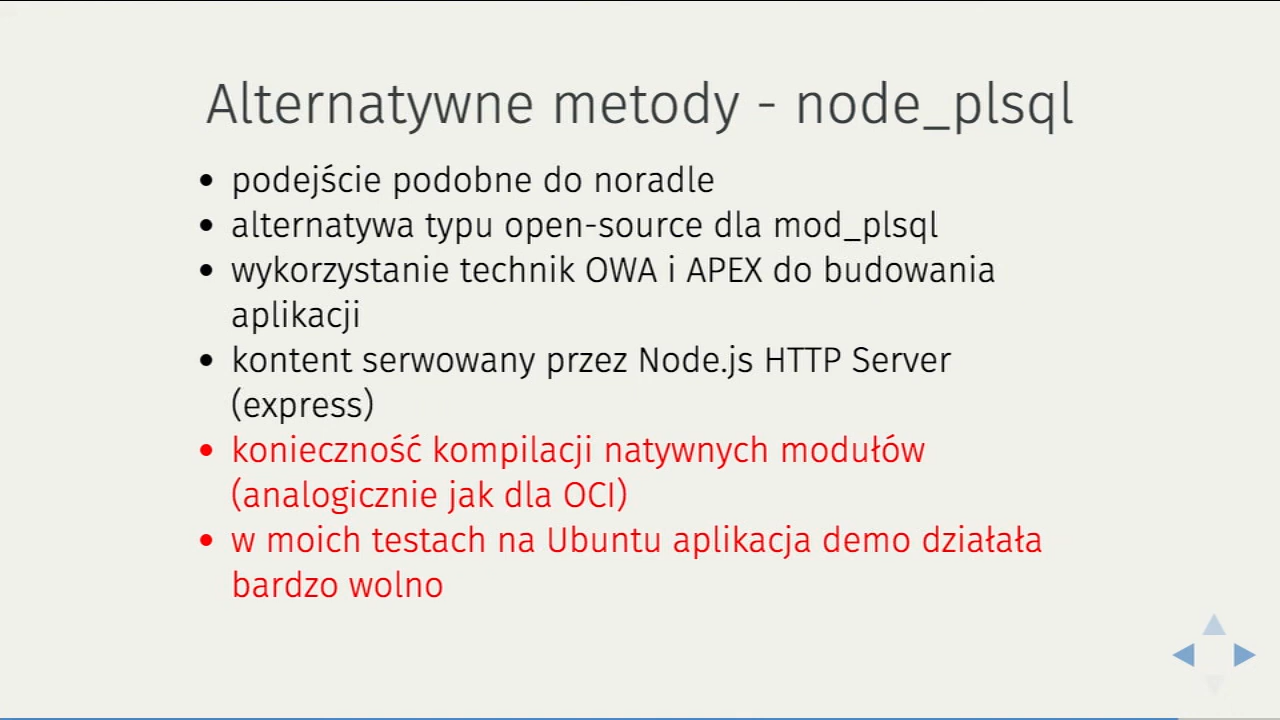 Alternatywne metody - node_plsql
• podejście podobne do noradle
• alternatywa typu open-source dla mod_plsql
• wykorzystanie technik OWA i APEX do budowania
aplikacji
• kontent serwowany przez Node.js HTTP Server
(express)
• konieczność kompilacji natywnych modułów
(analogicznie jak dla OCI)
• w moich testach na Ubuntu aplikacja demo działała
bardzo wolno